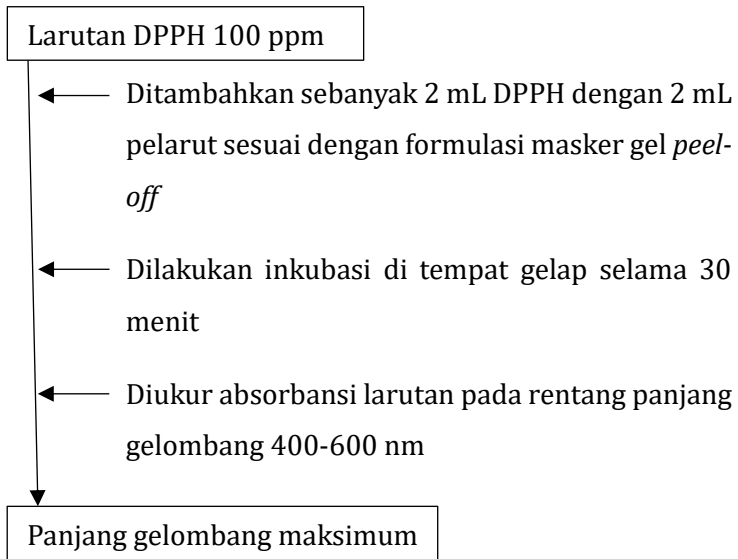 Larutan DPPH 100 ppm
Ditambahkan sebanyak 2 mL DPPH dengan 2 mL
pelarut sesuai dengan formulasi masker gel peel-
off
Dilakukan inkubasi di tempat gelap selama 30
menit
Diukur absorbansi larutan pada rentang panjang
gelombang 400-600 nm
Panjang gelombang maksimum